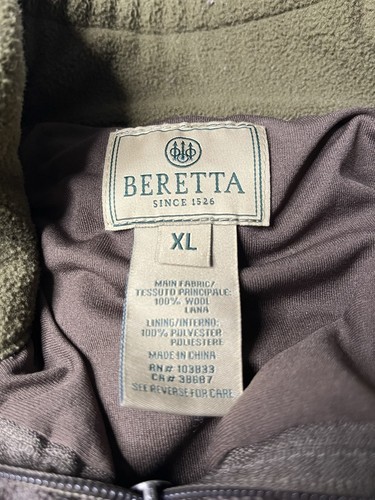 BERETTA
SINCE 1526
XL
MAIN FABRIC/
TESSUTO PRINCIPALE:
100% WOOL
LANA
LINING/INTERNO:
100% POLYESTER
POLIESTERE
MADE IN CHINA
RN# 103833
CA# 38687
SEE REVERSE FOR CARE